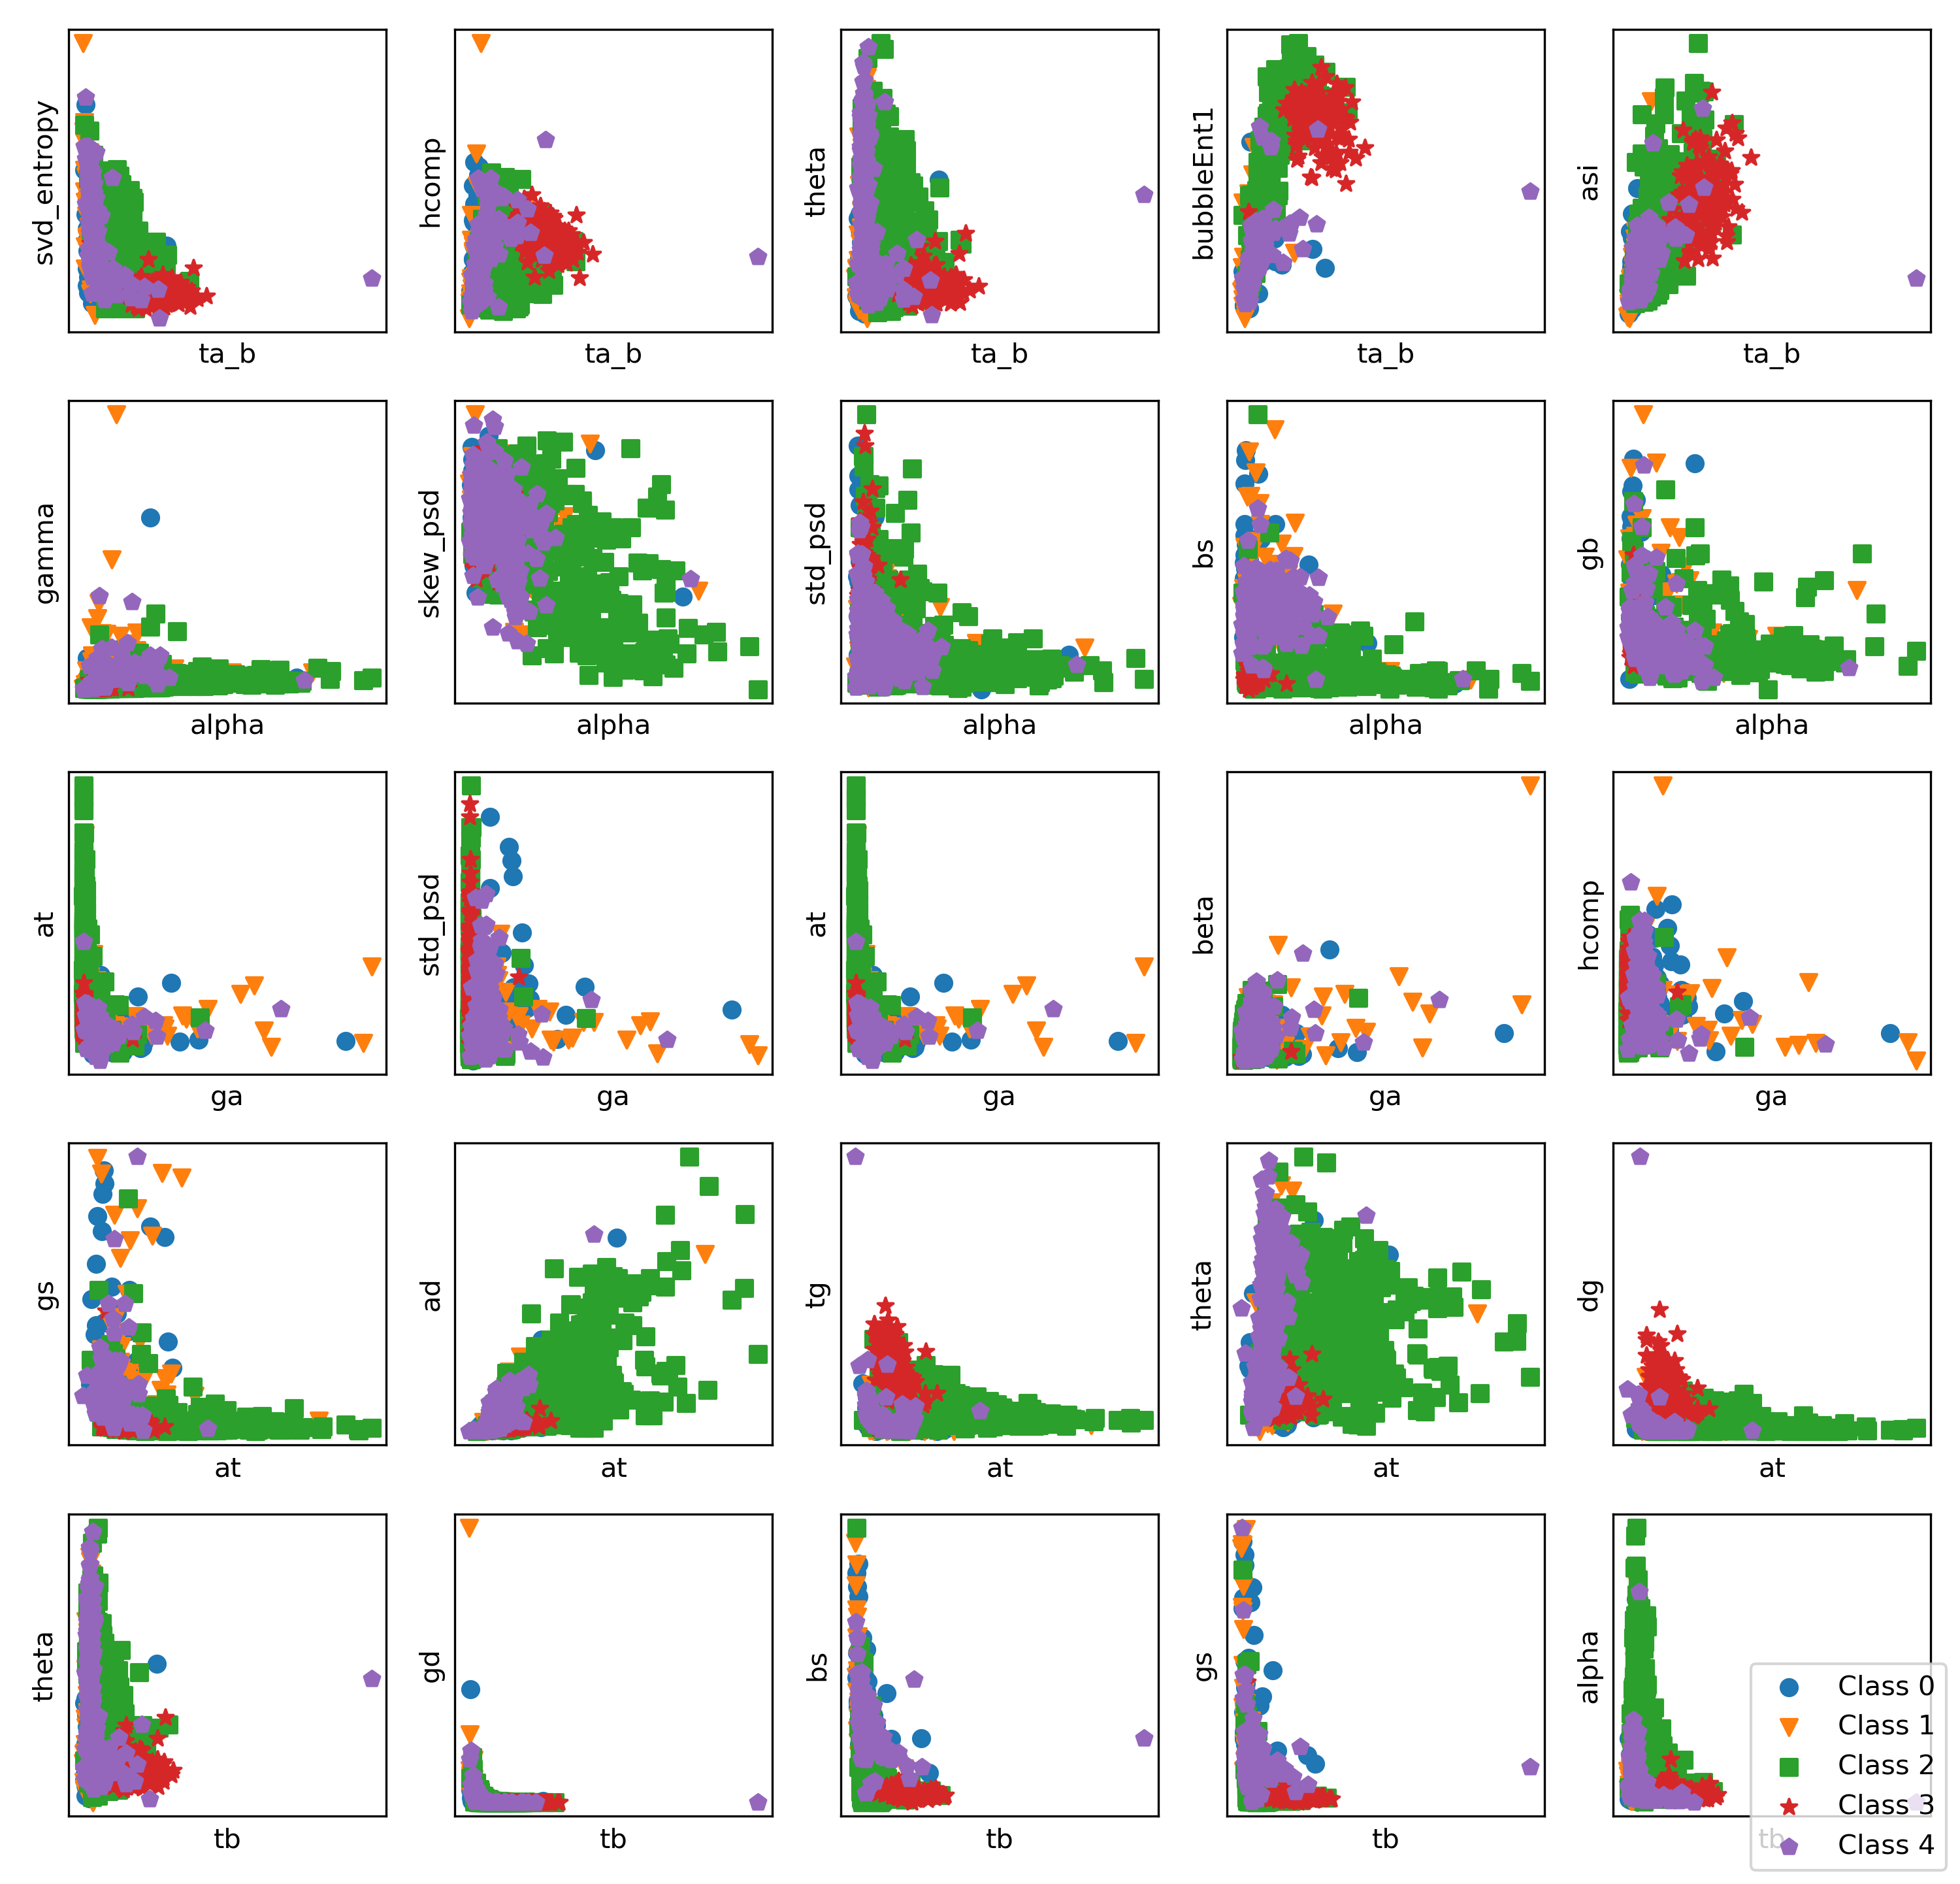 svd_entropy
ta_b
hcomp
ta_b
theta
ta_b
bubbleEnt1
ta_b
asi
ta_b
gamma
alpha
skew_psd
alpha
std_psd
alpha
bs
alpha
gb
alpha
at
ga
std_psd
ga
at
ga
beta
ga
hcomp
ga
gs
at
ad
at
tg
at
theta
at
dg
at
theta
tb
gd
tb
bs
tb
gs
tb
alpha
tb
Class 0
Class 1
Class 2
Class 3
Class 4